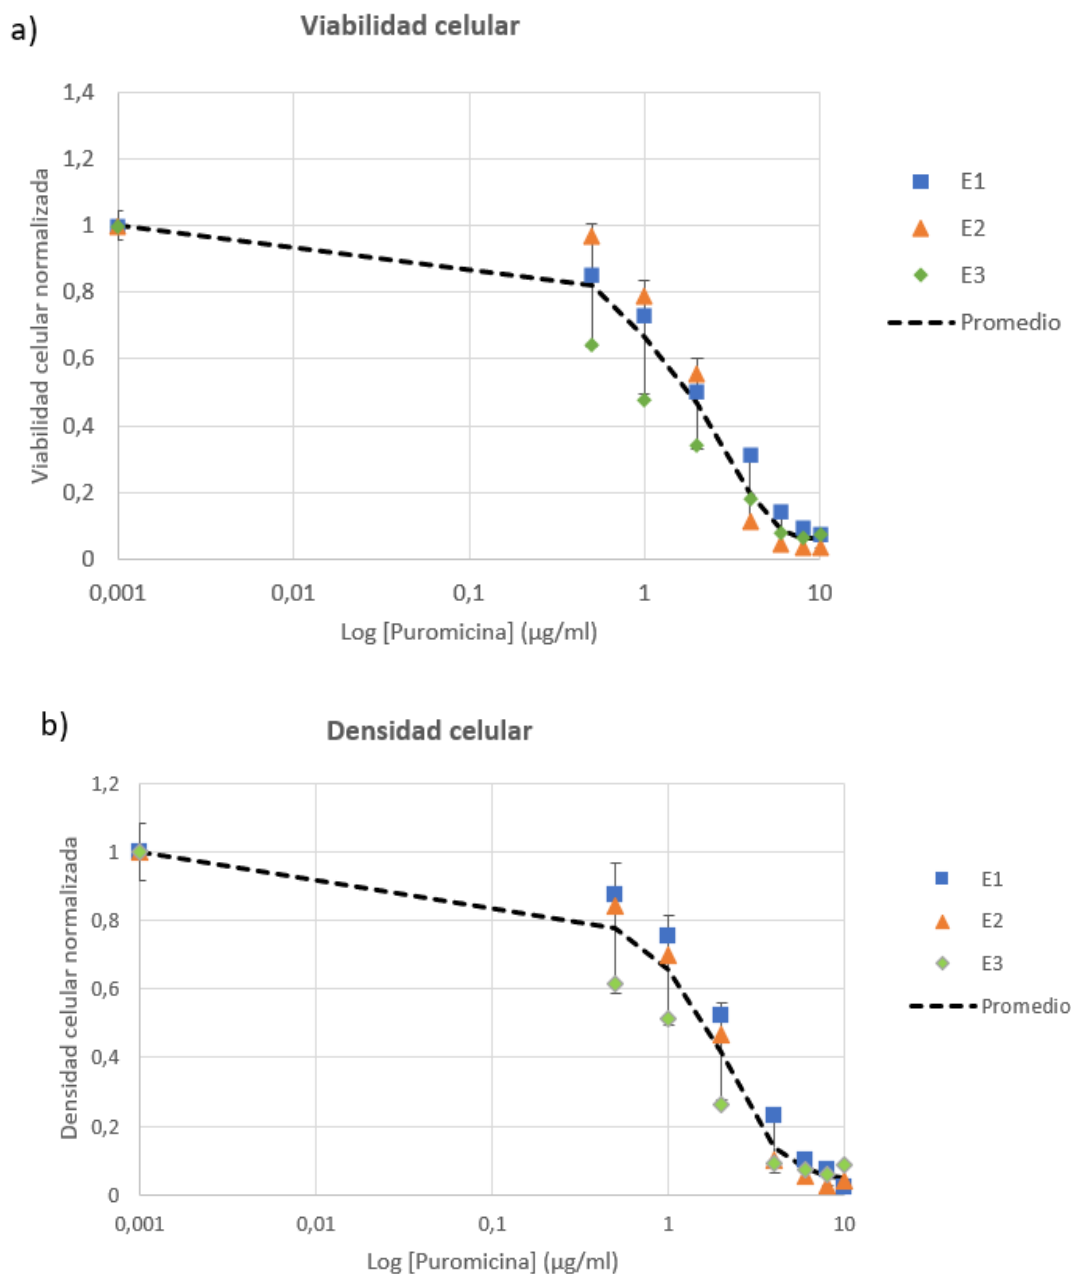 a)
Viabilidad celular
Viabilidad celular normalizada
1,4
1,2
1
0,8
0,6
0,4
0,2
0
0,001
0,01
0,1
1
10
Log [Puromicina] (µg/ml)
E1
E2
E3
Promedio
b)
Densidad celular
Densidad celular normalizada
1,2
1
0,8
0,6
0,4
0,2
0
0,001
0,01
0,1
1
10
Log [Puromicina] (µg/ml)
E1
E2
E3
Promedio